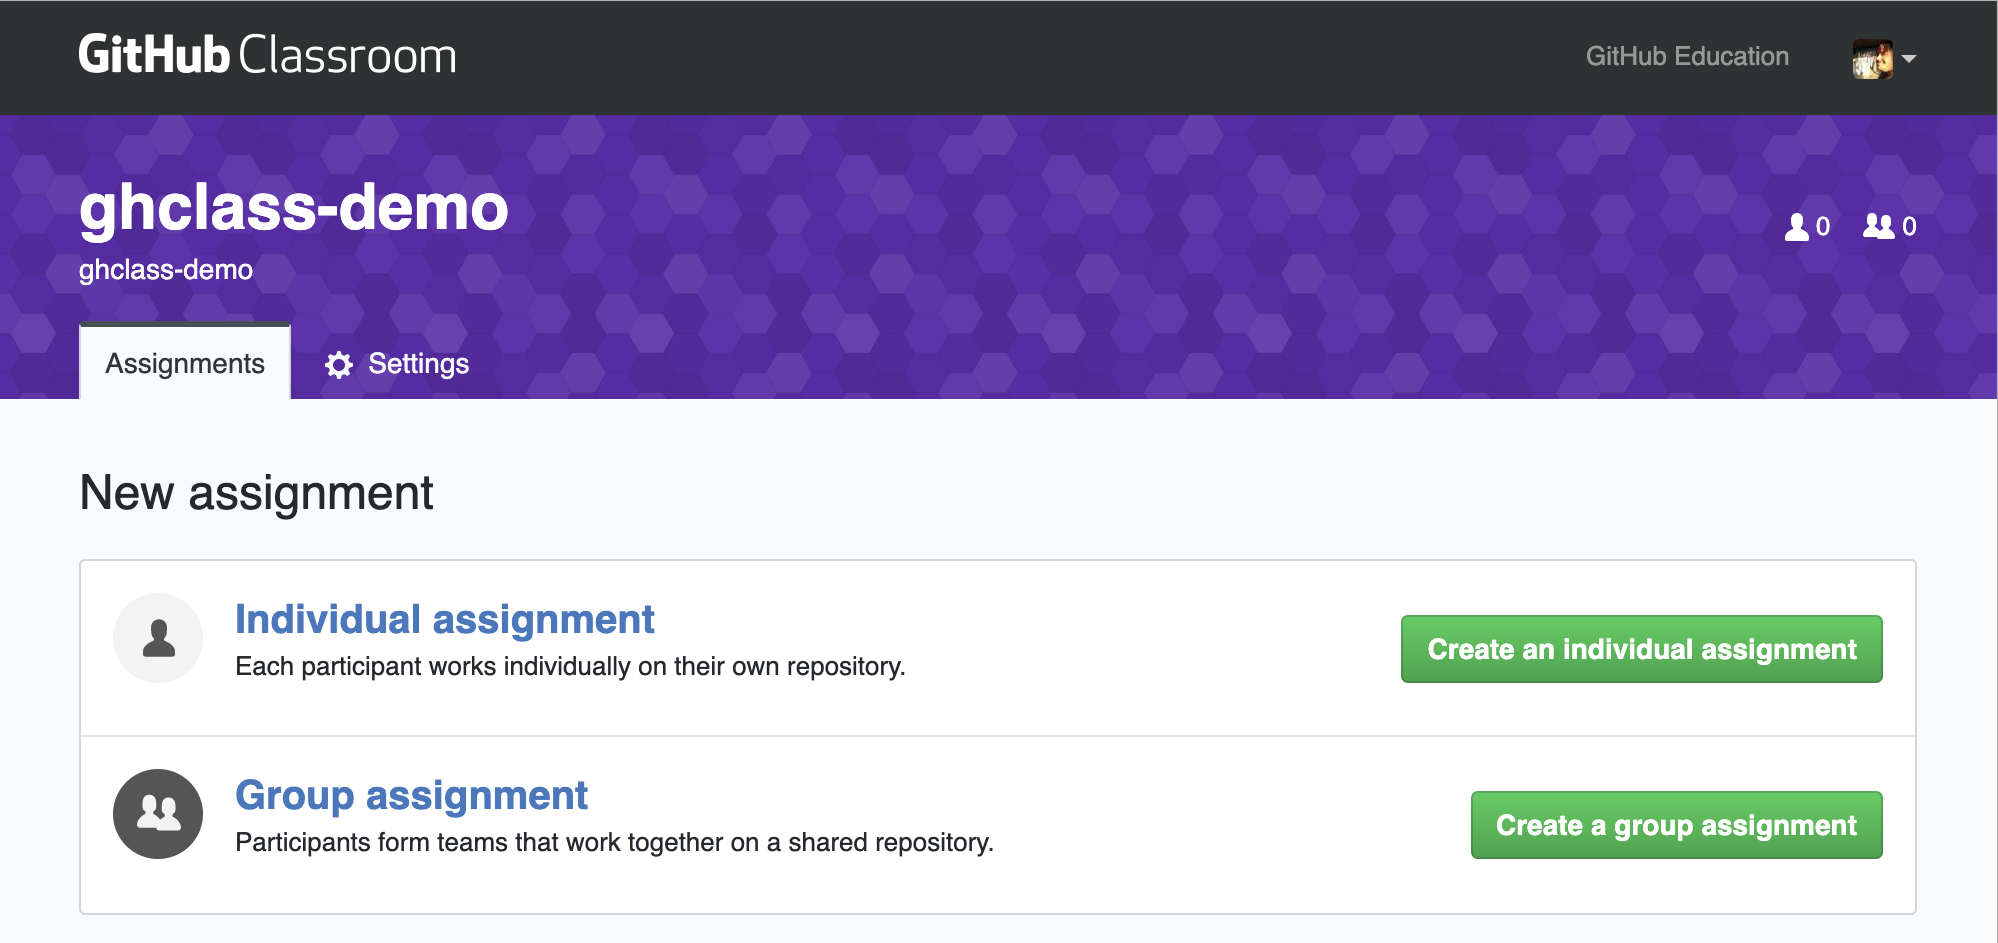 GitHub Classroom
GitHub Education
ghclass-demo
0 0
ghclass-demo
Assignments
Settings
New assignment
Individual assignment
Each participant works individually on their own repository.
Create an individual assignment
Group assignment
Participants form teams that work together on a shared repository.
Create a group assignment